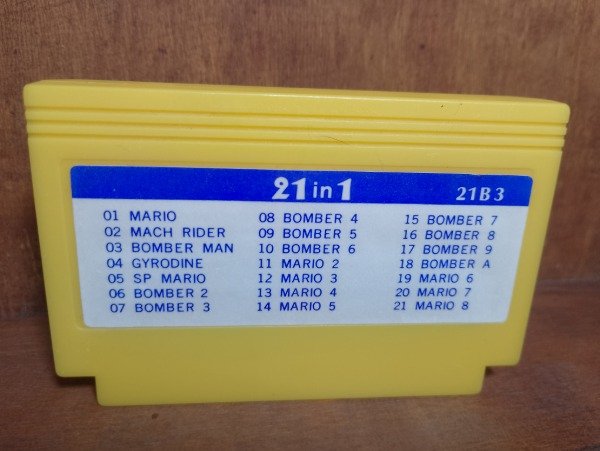 21 in 1
21B3
01 MARIO
02 MACH RIDER
03 BOMBER MAN
04 GYRODINE
05 SP MARIO
06 BOMBER 2
07 BOMBER 3
08 BOMBER 4
09 BOMBER 5
10 BOMBER 6
11 MARIO 2
12 MARIO 3
13 MARIO 4
14 MARIO 5
15 BOMBER 7
16 BOMBER 8
17 BOMBER 9
18 BOMBER A
19 MARIO 6
20 MARIO 7
21 MARIO 8